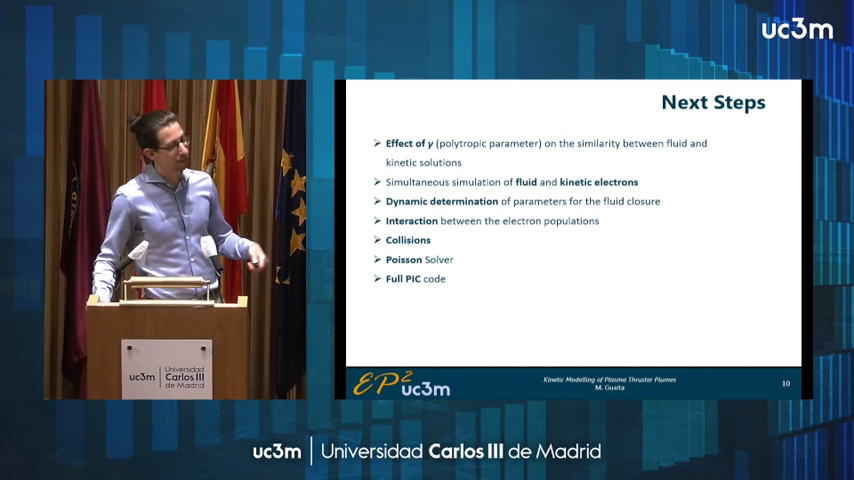 uc3m
Next Steps
➤ Effect of γ (polytropic parameter) on the similarity between fluid and
kinetic solutions
➤ Simultaneous simulation of fluid and kinetic electrons
➤ Dynamic determination of parameters for the fluid closure
➤ Interaction between the electron populations
➤ Collisions
➤ Poisson Solver
➤ Full PIC code
EP² uc3m
Kinetic Modelling of Plasma Thruster Plumes
M. Guaita
10
uc3m | Universidad
Carlos III
de Madrid
uc3m | Universidad Carlos III de Madrid